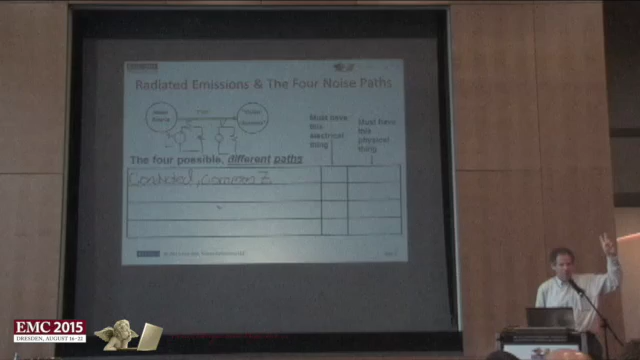 Radiated Emissions & The Four Noise Paths
Must have this electrical thing
Must have this physical thing
The four possible, different paths
Conducted, common Z
EMC 2015
DRESDEN, AUGUST 16-22